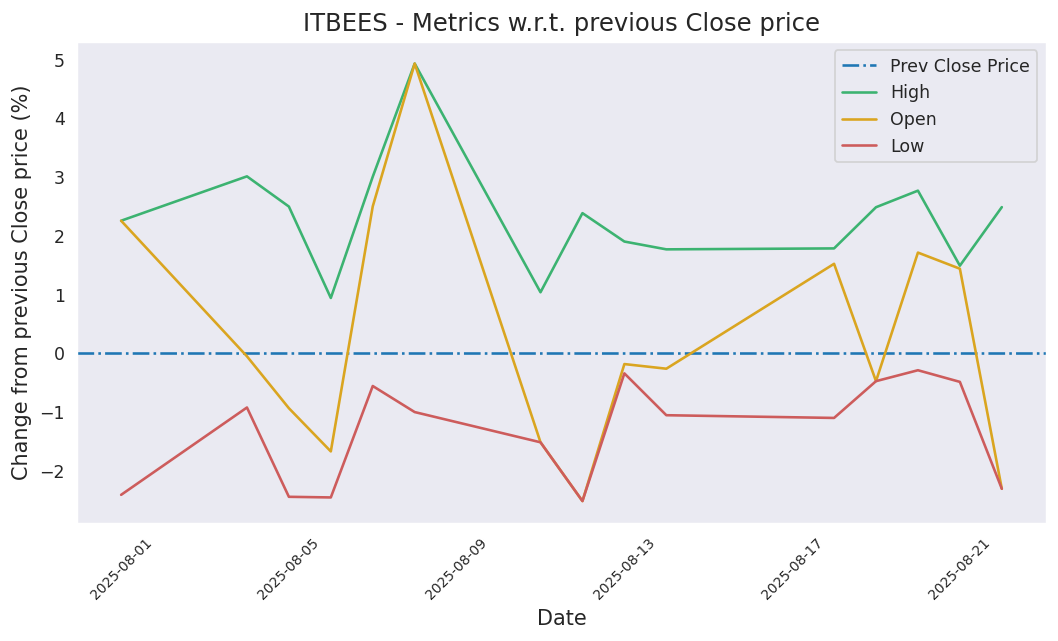 ITBEES - Metrics w.r.t. previous Close price
Change from previous Close price (%)
5
4
3
2
1
0
−1
−2
Prev Close Price
High
Open
Low
2025-08-01
2025-08-05
2025-08-09
2025-08-13
2025-08-17
2025-08-21
Date